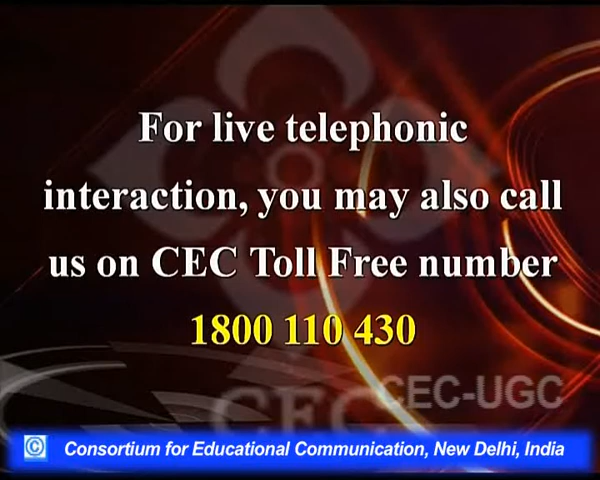 For live telephonic
interaction, you may also call
us on CEC Toll Free number
1800 110 430
CEC
CEC-UGC
© Consortium for Educational Communication, New Delhi, India